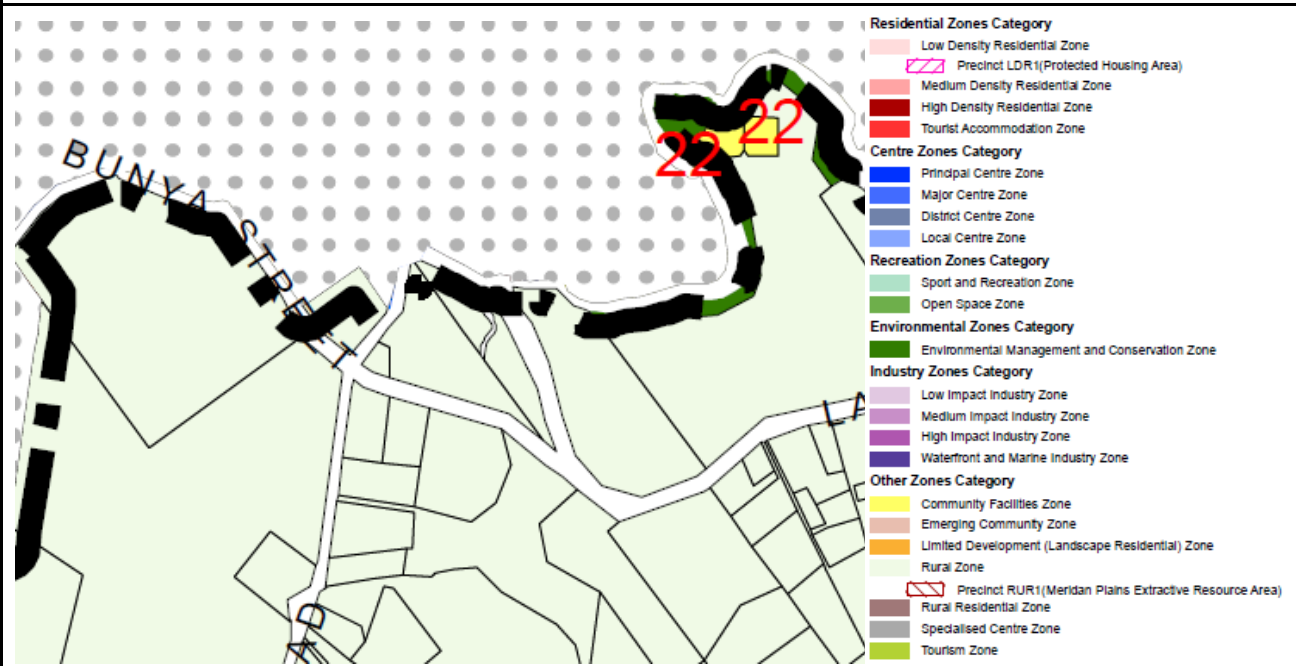 BUNYA STREET
22
22
LA
AD
Residential Zones Category
Low Density Residential Zone
Precinct LDR1(Protected Housing Area)
Medium Density Residential Zone
High Density Residential Zone
Tourist Accommodation Zone
Centre Zones Category
Principal Centre Zone
Major Centre Zone
District Centre Zone
Local Centre Zone
Recreation Zones Category
Sport and Recreation Zone
Open Space Zone
Environmental Zones Category
Environmental Management and Conservation Zone
Industry Zones Category
Low Impact Industry Zone
Medium Impact Industry Zone
High Impact Industry Zone
Waterfront and Marine Industry Zone
Other Zones Category
Community Facilities Zone
Emerging Community Zone
Limited Development (Landscape Residential) Zone
Rural Zone
Precinct RUR1(Meridan Plains Extractive Resource Area)
Rural Residential Zone
Specialised Centre Zone
Tourism Zone